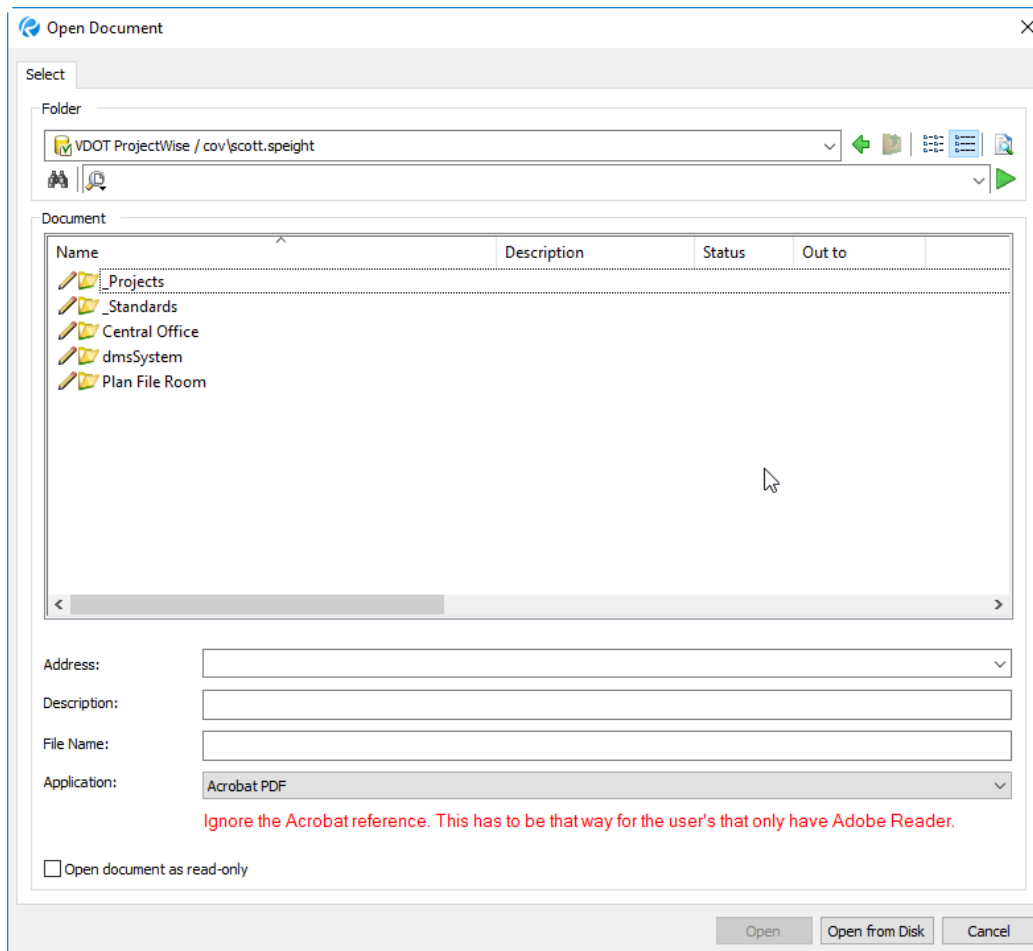 Open Document
Select
Folder
VDOT ProjectWise / cov\scott.speight
Document
Name Description Status Out to
_Projects
_Standards
Central Office
dmsSystem
Plan File Room
Address:
Description:
File Name:
Application: Acrobat PDF
Ignore the Acrobat reference. This has to be that way for the user's that only have Adobe Reader.
Open document as read-only
Open Open from Disk Cancel